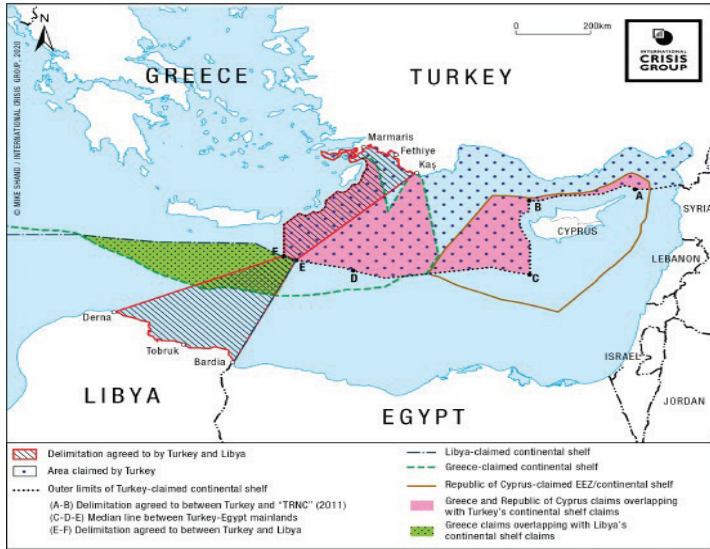 N
200km
0
INTERNATIONAL
CRISIS
GROUP
© MIKE SHAND / INTERNATIONAL CRISIS GROUP, 2020
GREECE
TURKEY
Marmaris
Fethiye
Kaş
A
B
SYRIA
CYPRUS
LEBANON
F
E
D
C
Derna
Tobruk
Bardia
ISRAEL
LIBYA
EGYPT
JORDAN
Delimitation agreed to by Turkey and Libya
Area claimed by Turkey
Outer limits of Turkey-claimed continental shelf
(A-B) Delimitation agreed to between Turkey and “TRNC” (2011)
(C-D-E) Median line between Turkey-Egypt mainlands
(E-F) Delimitation agreed to between Turkey and Libya
Libya-claimed continental shelf
Greece-claimed continental shelf
Republic of Cyprus-claimed EEZ/continental shelf
Greece and Republic of Cyprus claims overlapping
with Turkey's continental shelf claims
Greece claims overlapping with Libya's
continental shelf claims